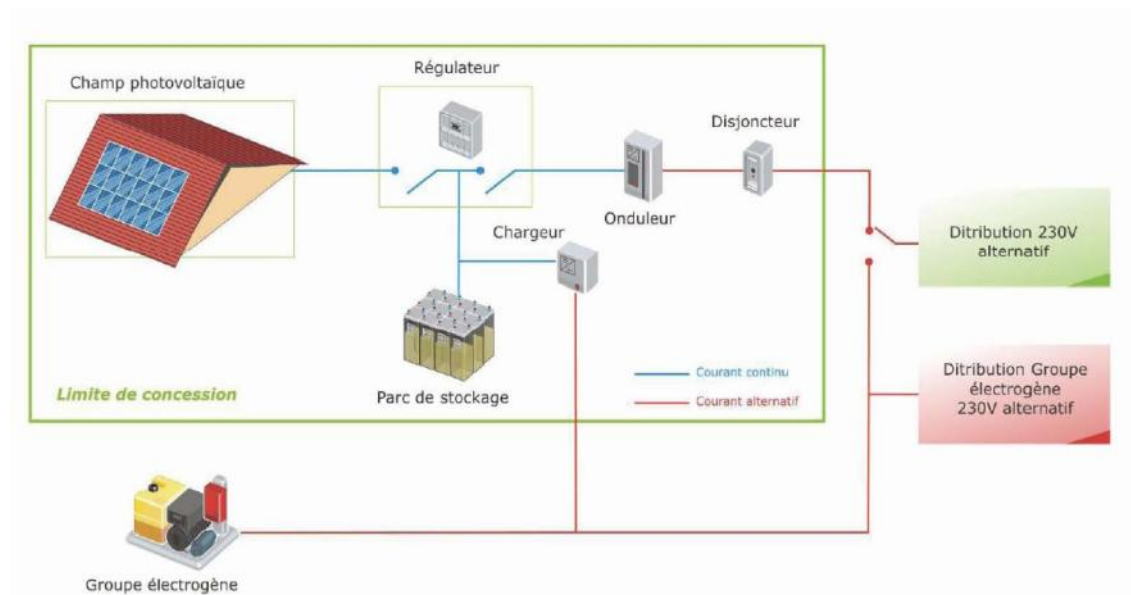 Champ photovoltaïque
Régulateur
Disjoncteur
Onduleur
Chargeur
Ditribution 230V
alternatif
Parc de stockage
Limite de concession
Courant continu
Courant alternatif
Ditribution Groupe
électrogène
230V alternatif
Groupe électrogène